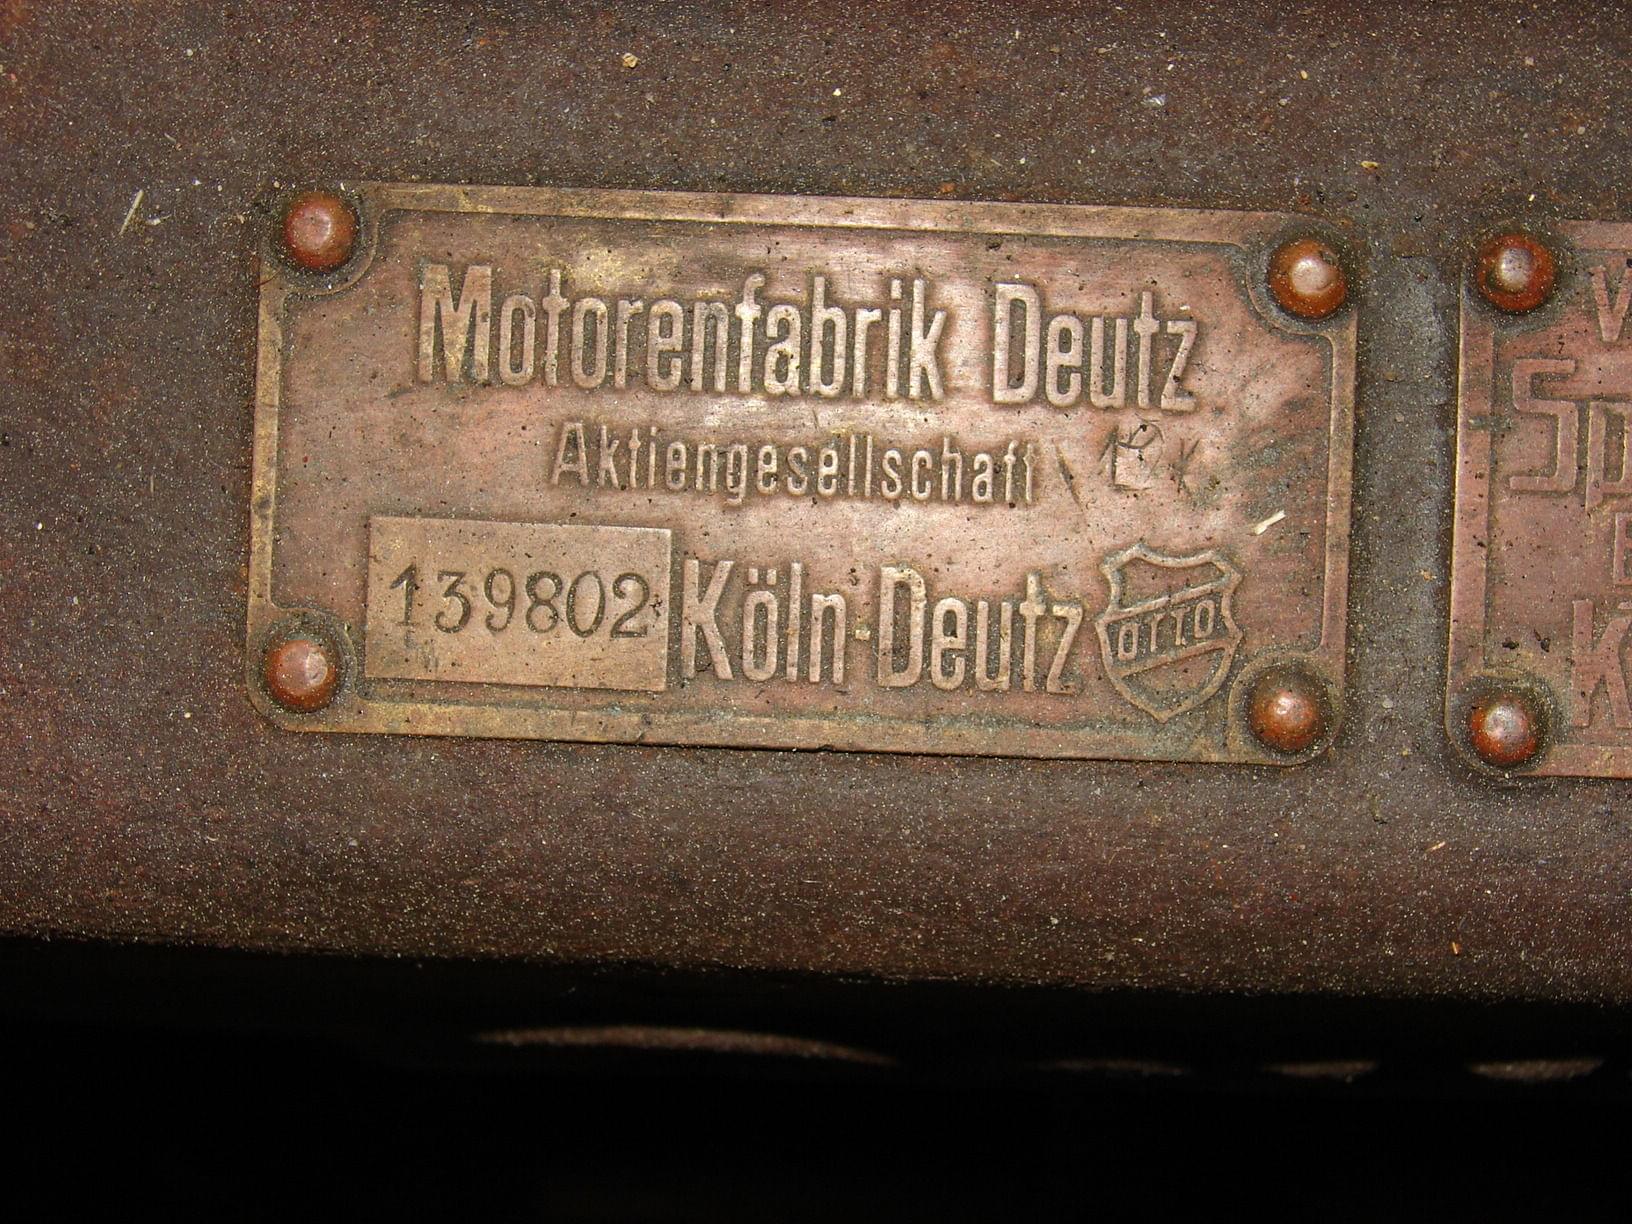 Motorenfabrik Deutz
Aktiengesellschaft
139802 Köln-Deutz OTTO